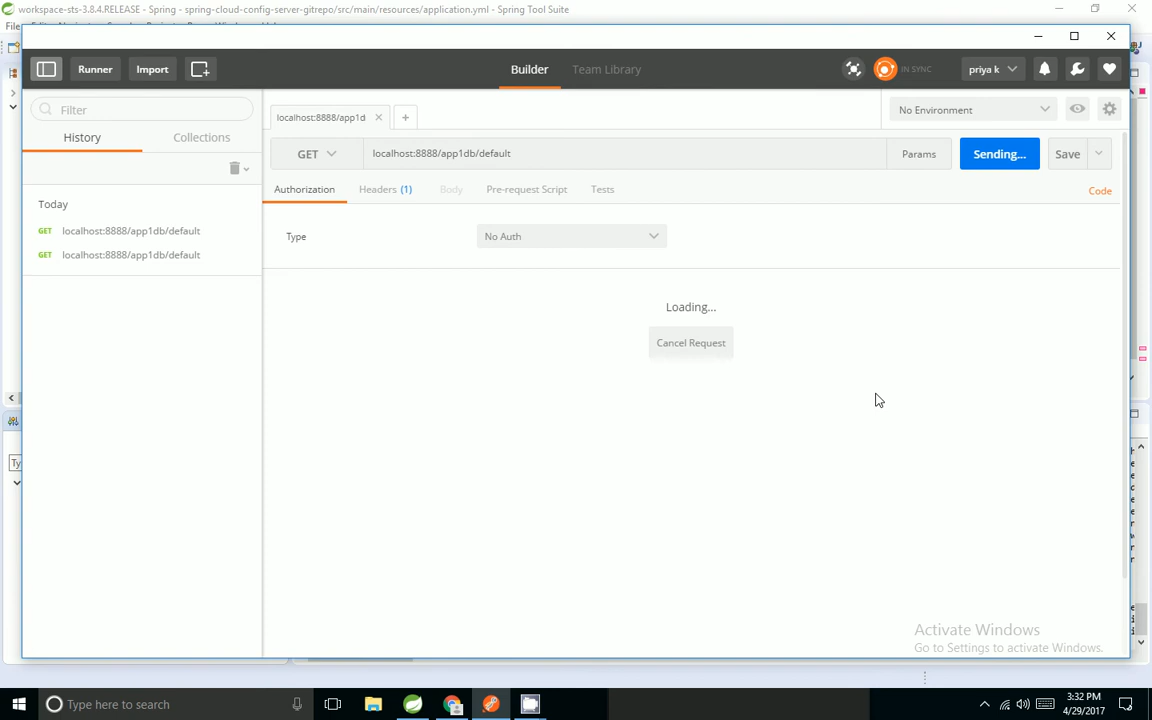 workspace-sts-3.8.4.RELEASE - Spring - spring-cloud-config-server-gitrepo/src/main/resources/application.yml - Spring Tool Suite
File
Runner
Import
Builder
Team Library
IN SYNC
priya k
Filter
History
Collections
localhost:8888/app1d
No Environment
GET
localhost:8888/app1db/default
Params
Sending...
Save
Authorization
Headers (1)
Body
Pre-request Script
Tests
Code
Today
GET localhost:8888/app1db/default
GET localhost:8888/app1db/default
Type
No Auth
Loading...
Cancel Request
Ty
Activate Windows
Go to Settings to activate Windows.
Type here to search
3:32 PM
4/29/2017